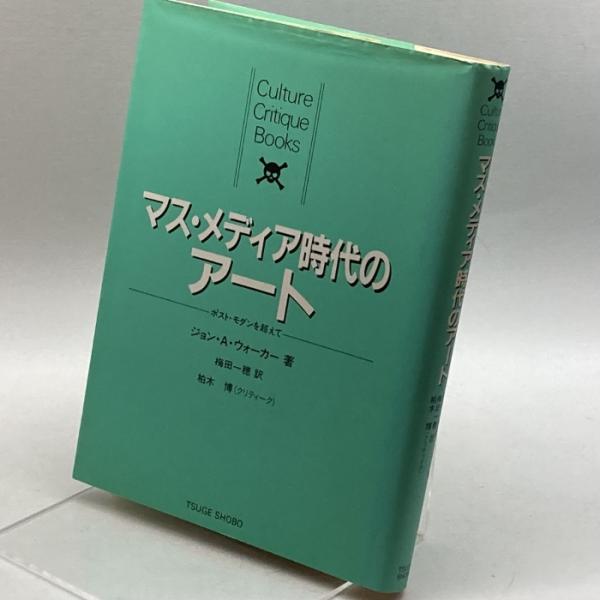 Culture
Critique
Books
マス・メディア時代の
アート
ポスト・モダンを超えて
ジョン・A・ウォーカー 著
梅田一穂 訳
柏木 博(クリティーク)
TSUGE SHOBO
Culture
Critique
Books
マス・メディア時代のアート
TSUGE
SHOBO